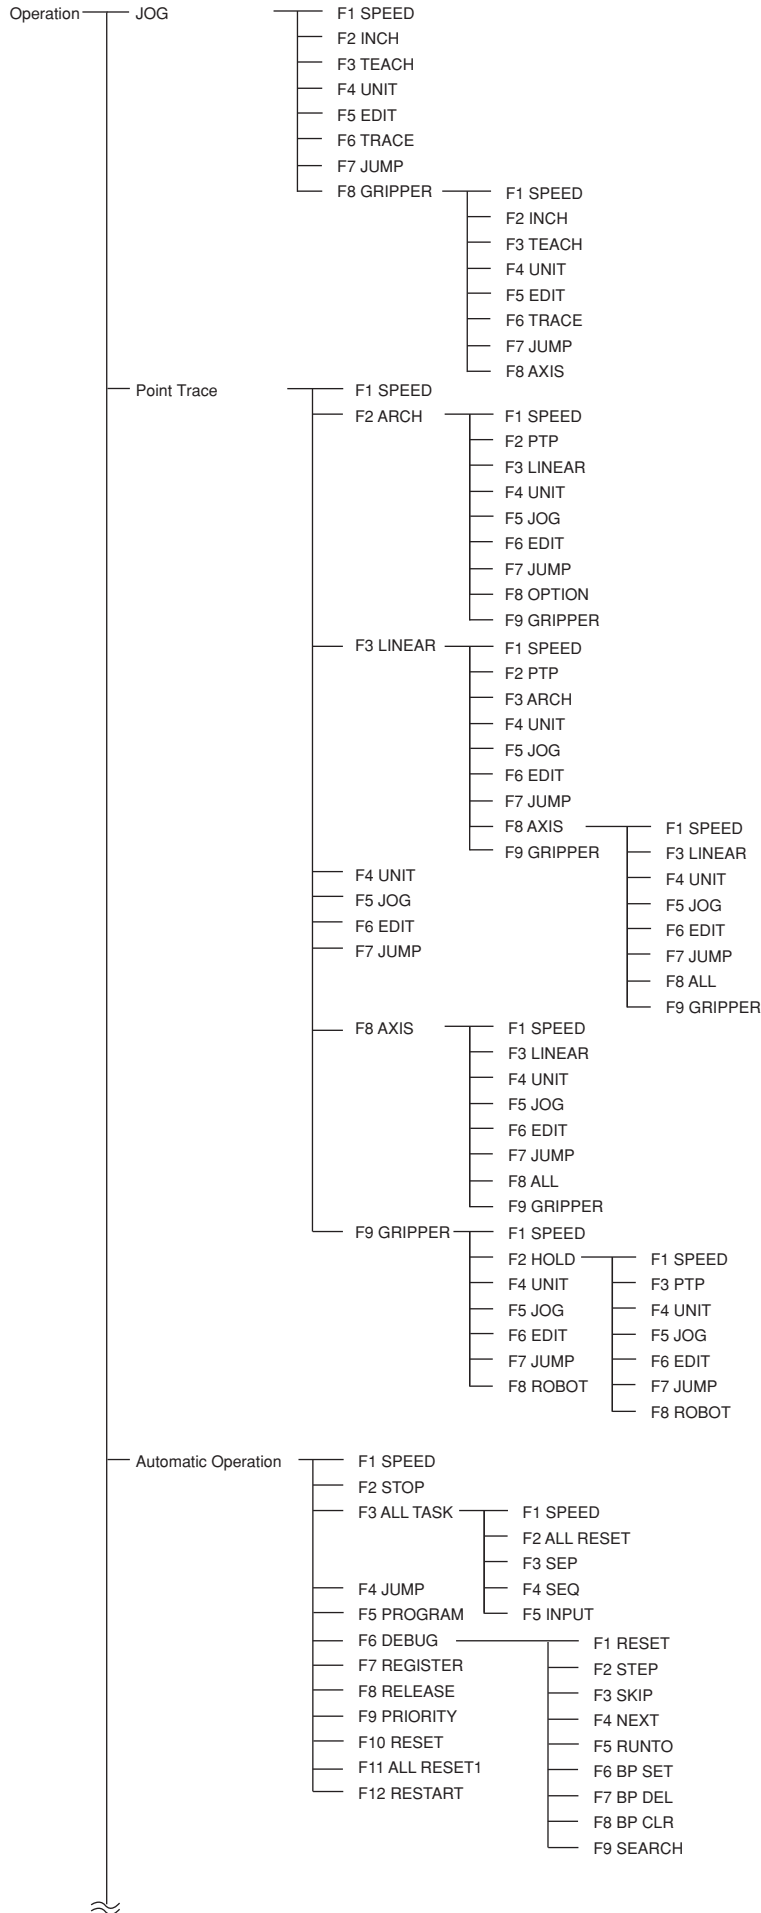 Operation
JOG
F1 SPEED
F2 INCH
F3 TEACH
F4 UNIT
F5 EDIT
F6 TRACE
F7 JUMP
F8 GRIPPER
F1 SPEED
F2 INCH
F3 TEACH
F4 UNIT
F5 EDIT
F6 TRACE
F7 JUMP
F8 AXIS
Point Trace
F1 SPEED
F2 ARCH
F1 SPEED
F2 PTP
F3 LINEAR
F4 UNIT
F5 JOG
F6 EDIT
F7 JUMP
F8 OPTION
F9 GRIPPER
F3 LINEAR
F1 SPEED
F2 PTP
F3 ARCH
F4 UNIT
F5 JOG
F6 EDIT
F7 JUMP
F8 AXIS
F9 GRIPPER
F1 SPEED
F3 LINEAR
F4 UNIT
F5 JOG
F6 EDIT
F7 JUMP
F8 ALL
F9 GRIPPER
F4 UNIT
F5 JOG
F6 EDIT
F7 JUMP
F8 AXIS
F1 SPEED
F3 LINEAR
F4 UNIT
F5 JOG
F6 EDIT
F7 JUMP
F8 ALL
F9 GRIPPER
F9 GRIPPER
F1 SPEED
F2 HOLD
F4 UNIT
F5 JOG
F6 EDIT
F7 JUMP
F8 ROBOT
F1 SPEED
F3 PTP
F4 UNIT
F5 JOG
F6 EDIT
F7 JUMP
F8 ROBOT
Automatic Operation
F1 SPEED
F2 STOP
F3 ALL TASK
F1 SPEED
F2 ALL RESET
F3 SEP
F4 SEQ
F5 INPUT
F4 JUMP
F5 PROGRAM
F6 DEBUG
F1 RESET
F2 STEP
F3 SKIP
F4 NEXT
F5 RUNTO
F6 BP SET
F7 BP DEL
F8 BP CLR
F9 SEARCH
F7 REGISTER
F8 RELEASE
F9 PRIORITY
F10 RESET
F11 ALL RESET1
F12 RESTART